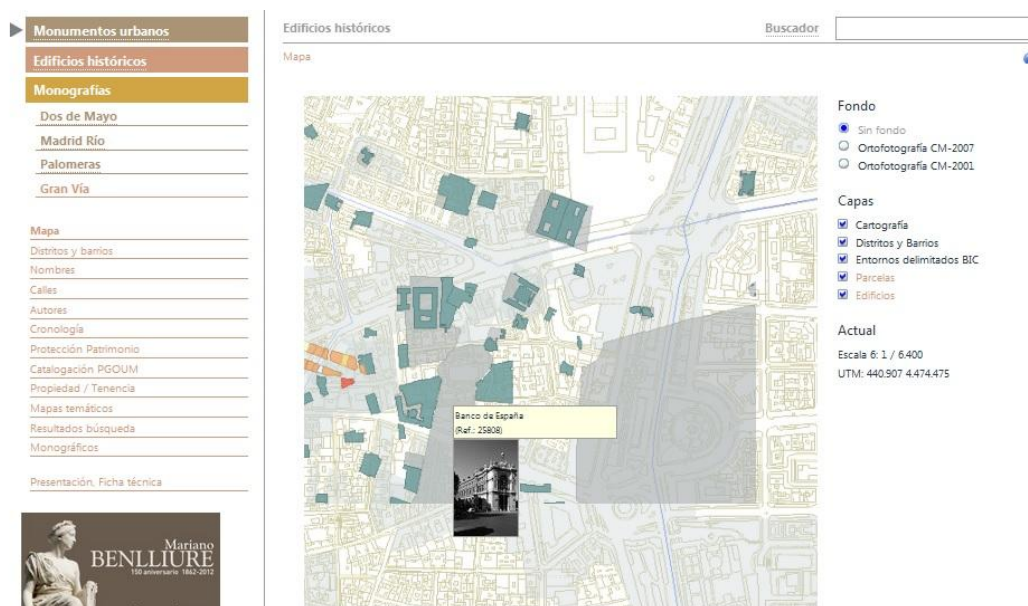 Monumentos urbanos
Edificios históricos
Monografías
Dos de Mayo
Madrid Río
Palomeras
Gran Vía
Mapa
Distritos y barrios
Nombres
Calles
Autores
Cronología
Protección Patrimonio
Catalogación PGOUM
Propiedad / Tenencia
Mapas temáticos
Resultados búsqueda
Monográficos
Presentación, Ficha técnica
Mariano
BENLLIURE
150 aniversario 1862-2012
Edificios históricos
Buscador
Mapa
Banco de España
(Ref.: 25808)
Fondo
Sin fondo
Ortofotografía CM-2007
Ortofotografía CM-2001
Capas
Cartografía
Distritos y Barrios
Entornos delimitados BIC
Parcelas
Edificios
Actual
Escala 6: 1 / 6.400
UTM: 440.907 4.474.475